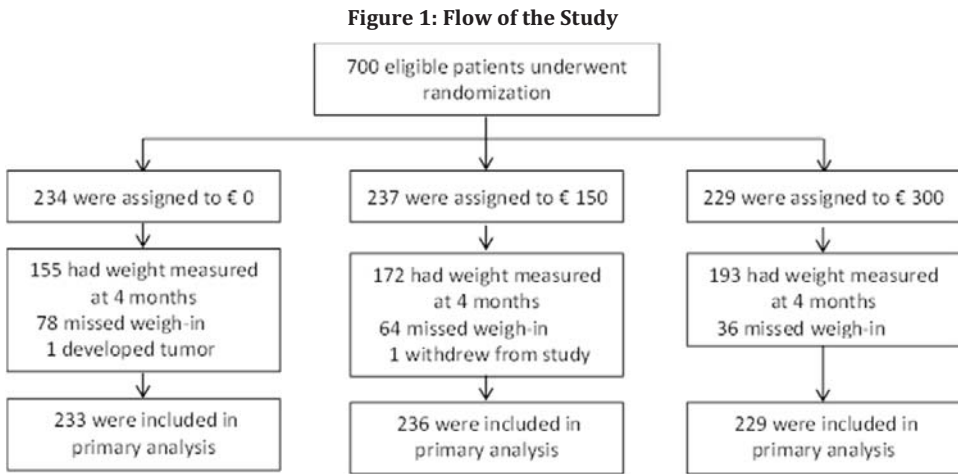 Figure 1: Flow of the Study
700 eligible patients underwent
randomization
234 were assigned to € 0
237 were assigned to € 150
229 were assigned to € 300
155 had weight measured
at 4 months
78 missed weigh-in
1 developed tumor
172 had weight measured
at 4 months
64 missed weigh-in
1 withdrew from study
193 had weight measured
at 4 months
36 missed weigh-in
233 were included in
primary analysis
236 were included in
primary analysis
229 were included in
primary analysis